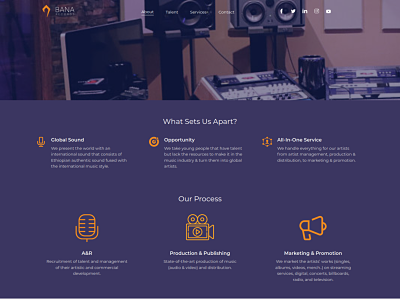 BANA
About Talent Services Contact
What Sets Us Apart?
Global Sound
We present the world with an
international sound that consists of
Ethiopian authentic sound fused with
the international music style.
Opportunity
We take young people that have talent
but lack the resources to make it in the
music industry & turn them into global
artists.
All-In-One Service
We handle everything for our artists
from artist management, production &
distribution, to marketing & promotion.
Our Process
A&R
Recruitment of talent and management
of their artistic and commercial
development.
Production & Publishing
State-of-the-art production of music
(audio & video) and distribution.
Marketing & Promotion
We market the artists' works (singles,
albums, videos, merch.) on streaming
services, digital, concerts, billboards,
radio, and television etc.